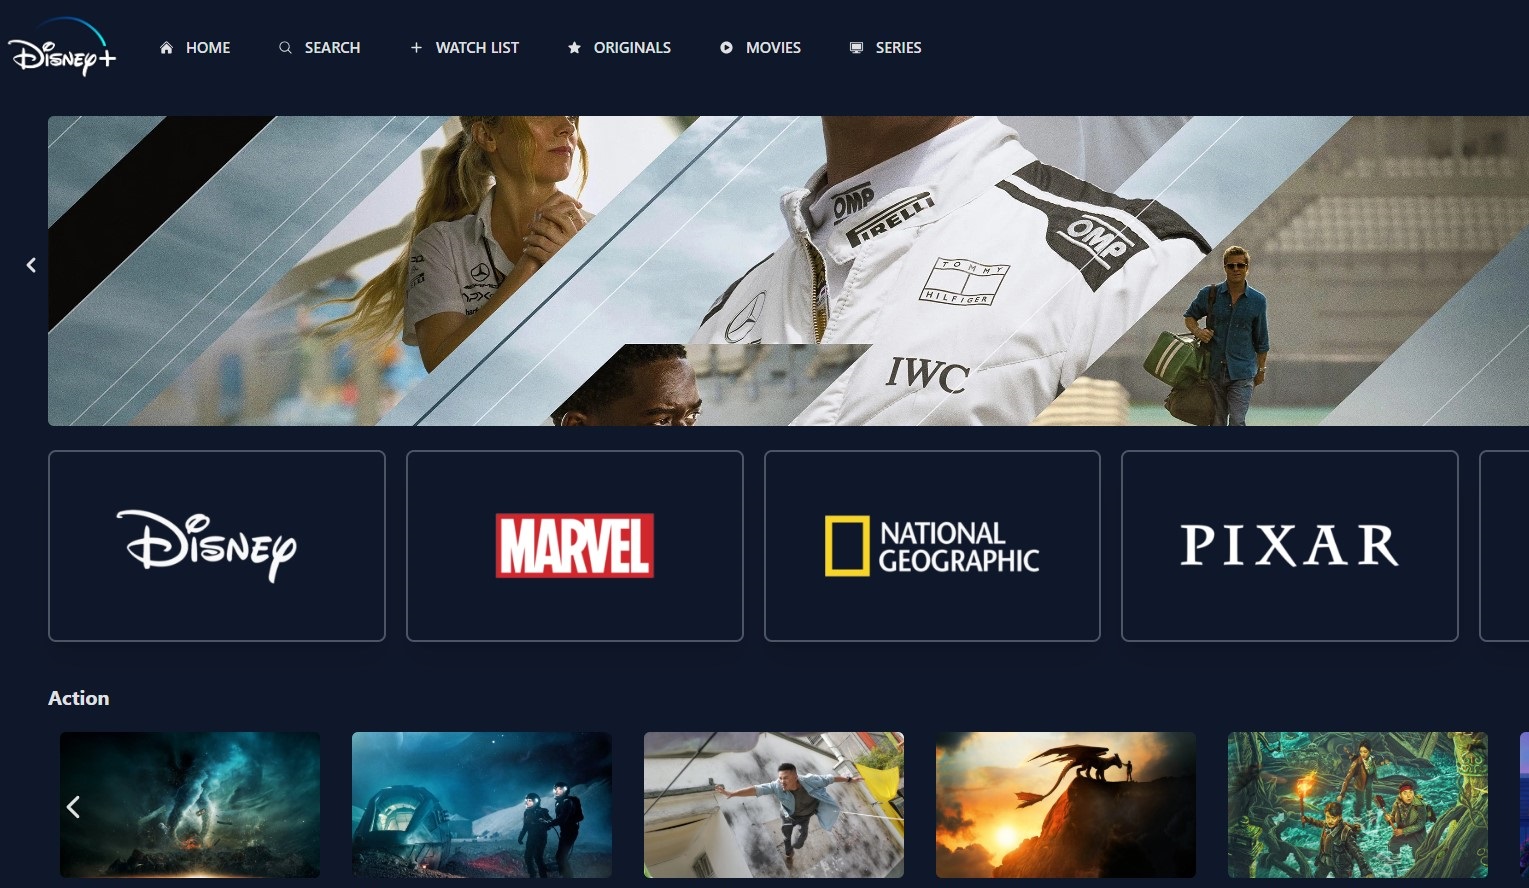 Disney+
HOME
SEARCH
WATCH LIST
ORIGINALS
MOVIES
SERIES
OMP
PIRELLI
OMP
TOMMY
HILFIGER
IWC
Disney
MARVEL
NATIONAL
GEOGRAPHIC
PIXAR
Action